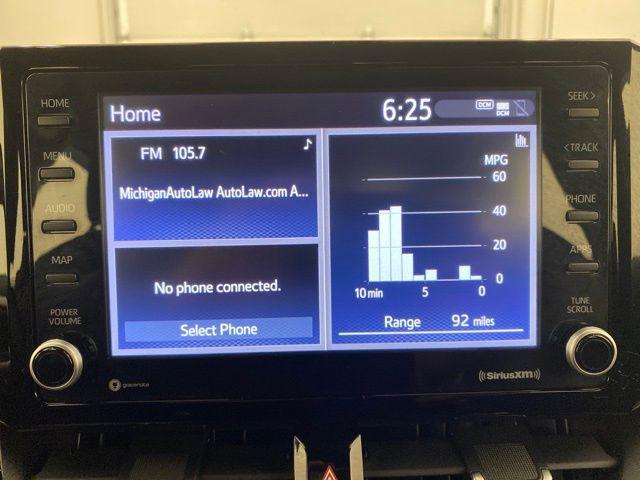 HOME
MENU
AUDIO
MAP
POWER
VOLUME
Home
6:25
DCM
DCM
FM 105.7
MichiganAutoLaw AutoLaw.com A...
No phone connected.
Select Phone
MPG
60
40
20
0
10 min 5 0
Range 92 miles
SEEK >
< TRACK
PHONE
APPS
TUNE
SCROLL
gracenote
((SiriusXM))